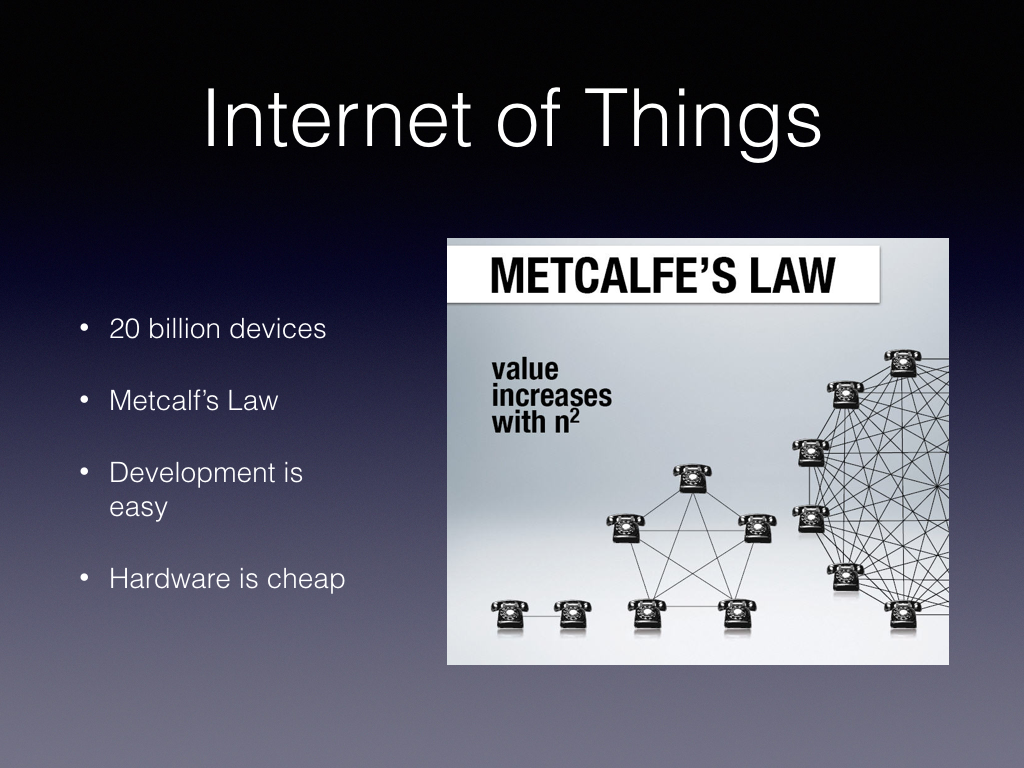 Internet of Things
• 20 billion devices
• Metcalf’s Law
• Development is
easy
• Hardware is cheap
METCALFE’S LAW
value
increases
with n²